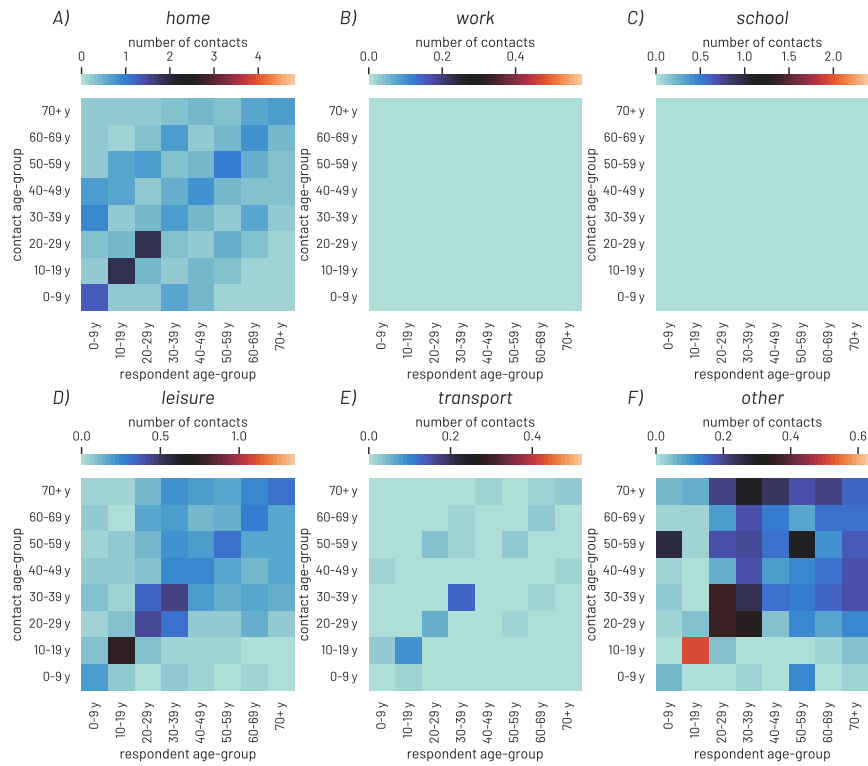 A) home
number of contacts
0 1 2 3 4
contact age-group
70+ y
60-69 y
50-59 y
40-49 y
30-39 y
20-29 y
10-19 y
0-9 y
0-9 y 10-19 y 20-29 y 30-39 y 40-49 y 50-59 y 60-69 y 70+ y
respondent age-group
B) work
number of contacts
0.0 0.2 0.4
contact age-group
70+ y
60-69 y
50-59 y
40-49 y
30-39 y
20-29 y
10-19 y
0-9 y
0-9 y 10-19 y 20-29 y 30-39 y 40-49 y 50-59 y 60-69 y 70+ y
respondent age-group
C) school
number of contacts
0.0 0.5 1.0 1.5 2.0
contact age-group
70+ y
60-69 y
50-59 y
40-49 y
30-39 y
20-29 y
10-19 y
0-9 y
0-9 y 10-19 y 20-29 y 30-39 y 40-49 y 50-59 y 60-69 y 70+ y
respondent age-group
D) leisure
number of contacts
0.0 0.5 1.0
contact age-group
70+ y
60-69 y
50-59 y
40-49 y
30-39 y
20-29 y
10-19 y
0-9 y
0-9 y 10-19 y 20-29 y 30-39 y 40-49 y 50-59 y 60-69 y 70+ y
respondent age-group
E) transport
number of contacts
0.0 0.2 0.4
contact age-group
70+ y
60-69 y
50-59 y
40-49 y
30-39 y
20-29 y
10-19 y
0-9 y
0-9 y 10-19 y 20-29 y 30-39 y 40-49 y 50-59 y 60-69 y 70+ y
respondent age-group
F) other
number of contacts
0.0 0.2 0.4 0.6
contact age-group
70+ y
60-69 y
50-59 y
40-49 y
30-39 y
20-29 y
10-19 y
0-9 y
0-9 y 10-19 y 20-29 y 30-39 y 40-49 y 50-59 y 60-69 y 70+ y
respondent age-group